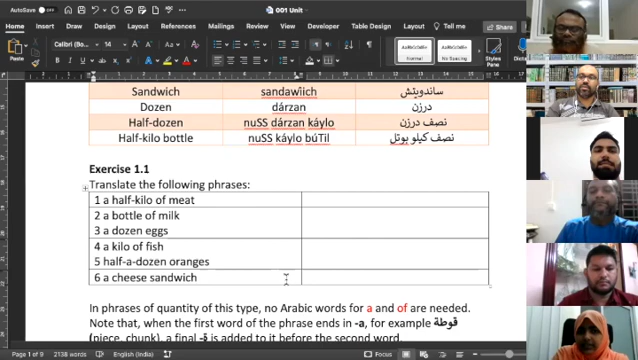 AutoSave OFF 001 Unit
Home Insert Draw Design Layout References Mailings Review View Developer Table Design Layout Tell me Share
Calibri (Bo... 14
Paste
Normal No Spacing
Styles Pane
Sandwich sandawìich ساندويتش
Dozen dárzan درزن
Half-dozen nuSS dárzan káylo نصف درزن
Half-kilo bottle nuSS káylo búTil نصف كيلو بوتل
Exercise 1.1
Translate the following phrases:
1 a half-kilo of meat
2 a bottle of milk
3 a dozen eggs
4 a kilo of fish
5 half-a-dozen oranges
6 a cheese sandwich
In phrases of quantity of this type, no Arabic words for a and of are needed.
Note that, when the first word of the phrase ends in -a, for example قوطة
(piece, chunk), a final -ة is added to it before the second word.
Page 1 of 9 2138 words English (India) Focus